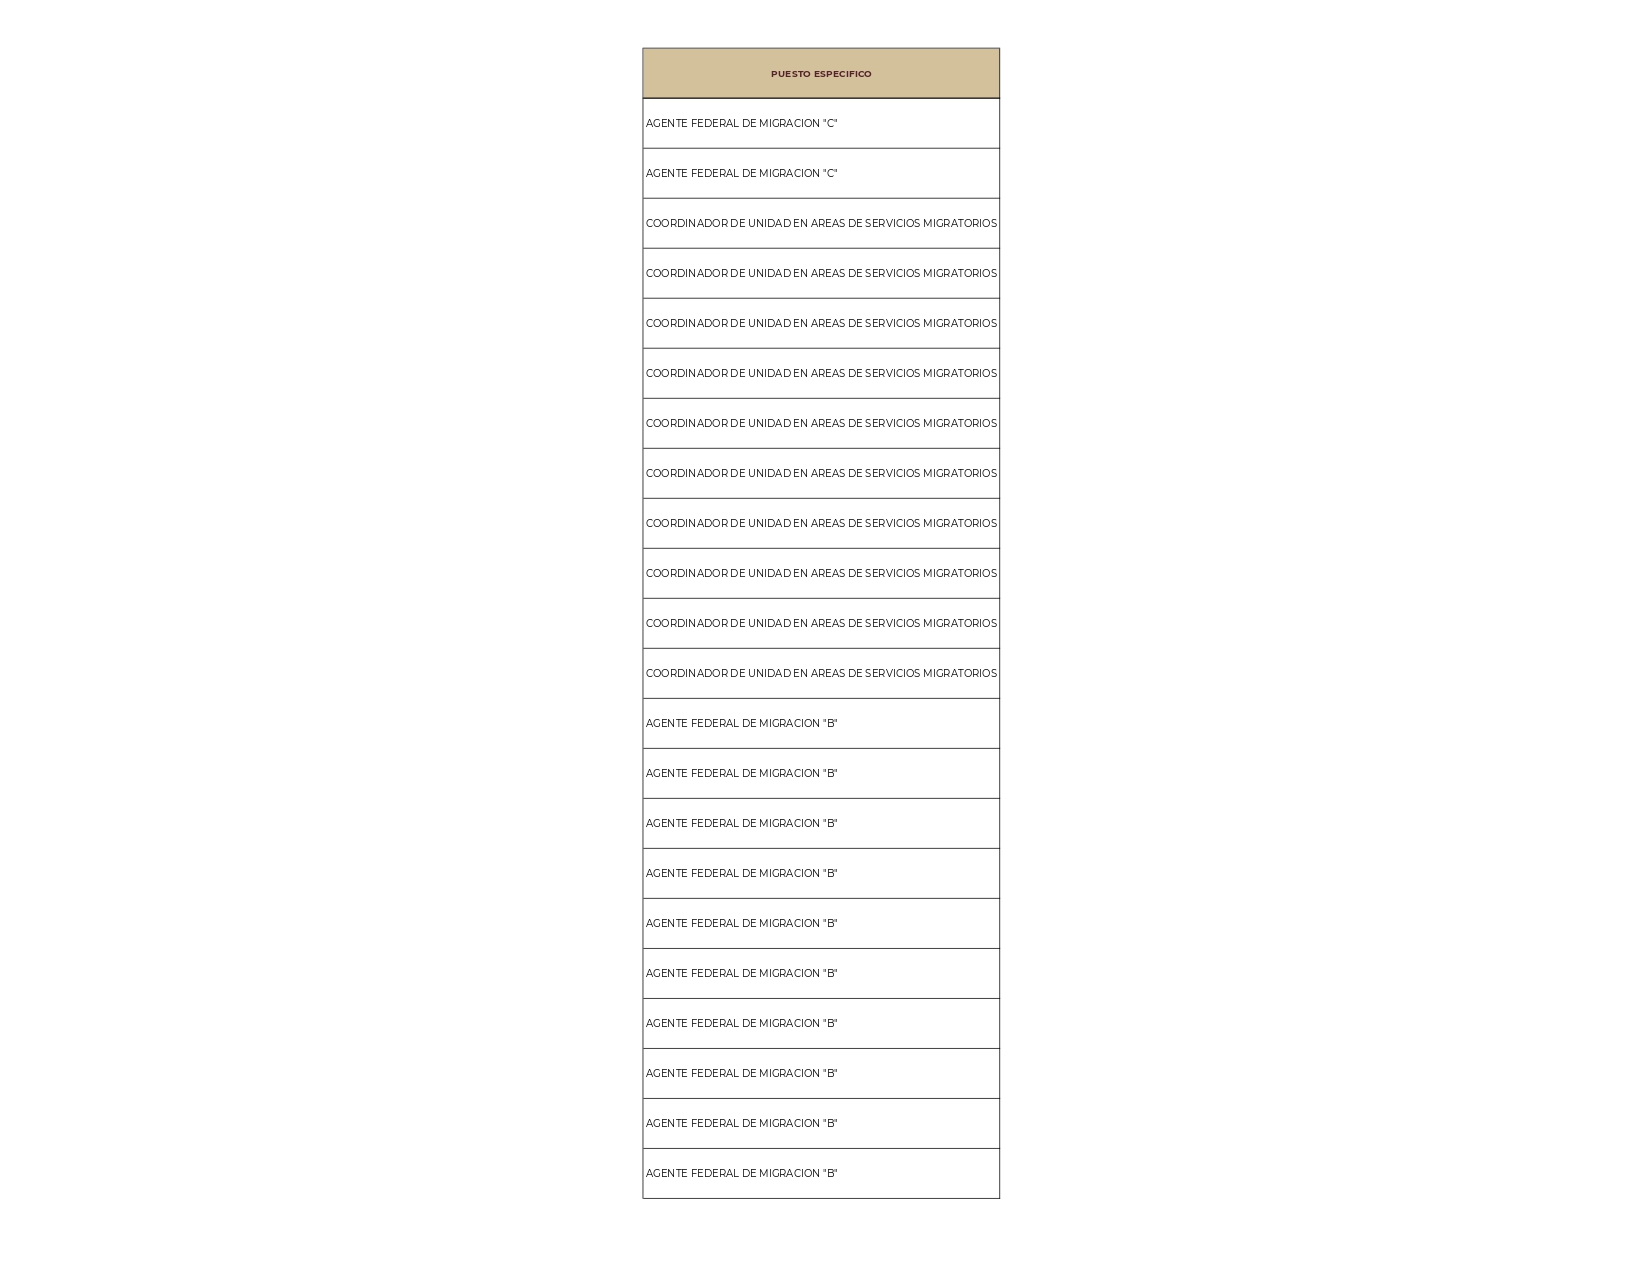 PUESTO ESPECIFICO
AGENTE FEDERAL DE MIGRACION "C"
AGENTE FEDERAL DE MIGRACION "C"
COORDINADOR DE UNIDAD EN AREAS DE SERVICIOS MIGRATORIOS
COORDINADOR DE UNIDAD EN AREAS DE SERVICIOS MIGRATORIOS
COORDINADOR DE UNIDAD EN AREAS DE SERVICIOS MIGRATORIOS
COORDINADOR DE UNIDAD EN AREAS DE SERVICIOS MIGRATORIOS
COORDINADOR DE UNIDAD EN AREAS DE SERVICIOS MIGRATORIOS
COORDINADOR DE UNIDAD EN AREAS DE SERVICIOS MIGRATORIOS
COORDINADOR DE UNIDAD EN AREAS DE SERVICIOS MIGRATORIOS
COORDINADOR DE UNIDAD EN AREAS DE SERVICIOS MIGRATORIOS
COORDINADOR DE UNIDAD EN AREAS DE SERVICIOS MIGRATORIOS
COORDINADOR DE UNIDAD EN AREAS DE SERVICIOS MIGRATORIOS
AGENTE FEDERAL DE MIGRACION "B"
AGENTE FEDERAL DE MIGRACION "B"
AGENTE FEDERAL DE MIGRACION "B"
AGENTE FEDERAL DE MIGRACION "B"
AGENTE FEDERAL DE MIGRACION "B"
AGENTE FEDERAL DE MIGRACION "B"
AGENTE FEDERAL DE MIGRACION "B"
AGENTE FEDERAL DE MIGRACION "B"
AGENTE FEDERAL DE MIGRACION "B"
AGENTE FEDERAL DE MIGRACION "B"